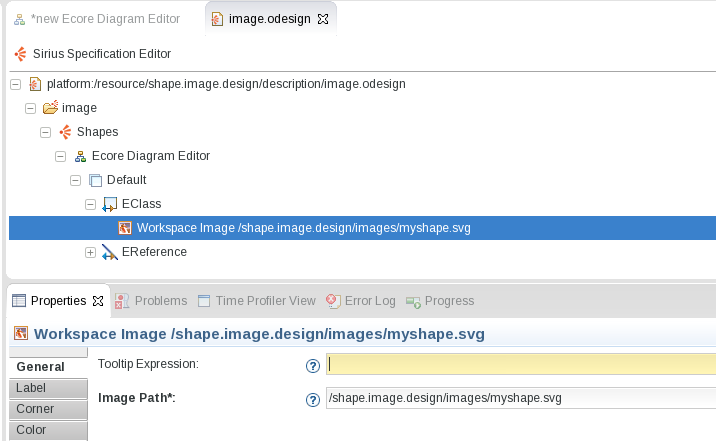 *new Ecore Diagram Editor image.odesign
Sirius Specification Editor
platform:/resource/shape.image.design/description/image.odesign
image
Shapes
Ecore Diagram Editor
Default
EClass
Workspace Image /shape.image.design/images/myshape.svg
EReference
Properties Problems Time Profiler View Error Log Progress
Workspace Image /shape.image.design/images/myshape.svg
General Tooltip Expression: ?
Label
Image Path*: ? /shape.image.design/images/myshape.svg
Corner
Color